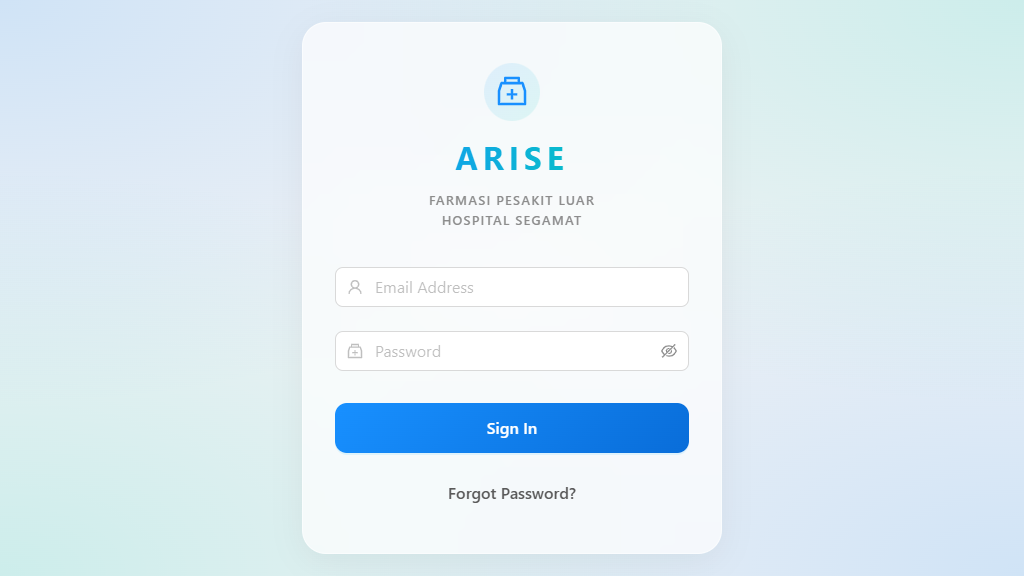 ARISE
FARMASI PESAKIT LUAR
HOSPITAL SEGAMAT
Email Address
Password
Sign In
Forgot Password?